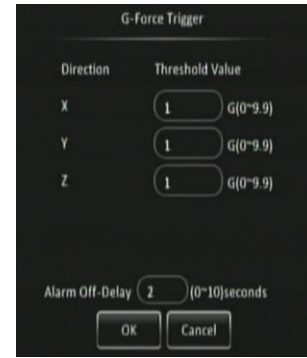 G-Force Trigger
Direction Threshold Value
X 1 G(0~9.9)
Y 1 G(0~9.9)
Z 1 G(0~9.9)
Alarm Off-Delay 2 (0~10)seconds
OK Cancel